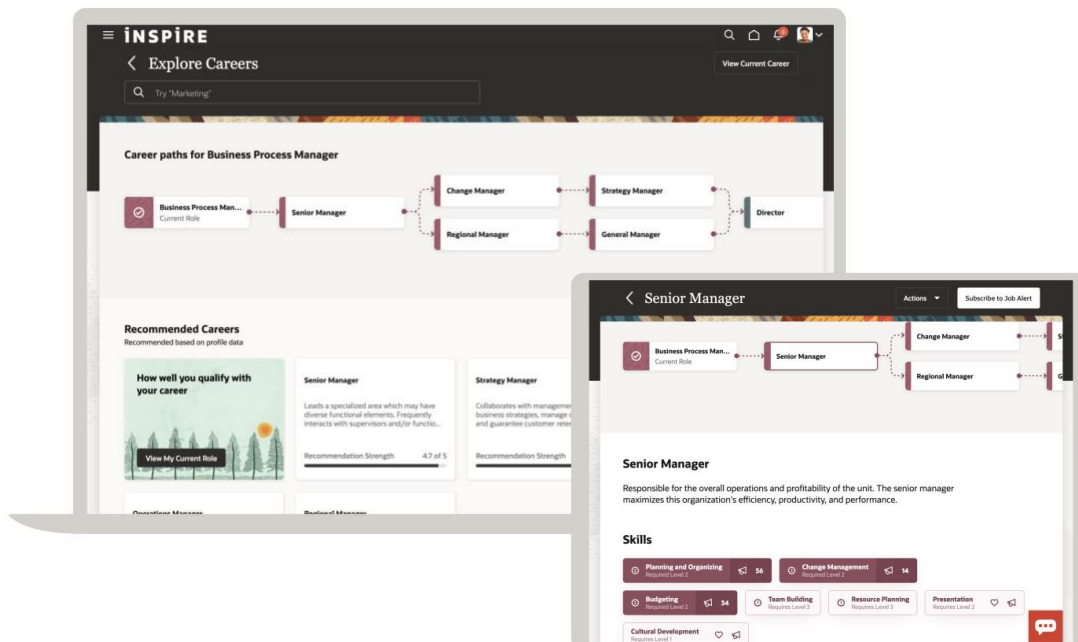 iNSPiRE
Explore Careers
View Current Career
Try "Marketing"
Career paths for Business Process Manager
Business Process Man...
Current Role
Senior Manager
Change Manager
Regional Manager
Strategy Manager
General Manager
Director
Recommended Careers
Recommended based on profile data
How well you qualify with
your career
View My Current Role
Senior Manager
Leads a specialized area which may have
diverse functional elements. Frequently
interacts with supervisors and/or functio...
Recommendation Strength 4.7 of 5
Strategy Manager
Collaborates with
business strategies, manage
and guarantee customer
Recommendation Strength
Operations Manager
Regional Manager
Senior Manager
Actions
Subscribe to Job Alert
Business Process Man...
Current Role
Senior Manager
Change Manager
Regional Manager
Senior Manager
Responsible for the overall operations and profitability of the unit. The senior manager
maximizes this organization's efficiency, productivity, and performance.
Skills
Planning and Organizing
Required Level 2
56
Change Management
Required Level 2
14
Budgeting
Required Level 2
34
Team Building
Requires Level 3
Resource Planning
Requires Level 3
Presentation
Requires Level 2
Cultural Development
Requires Level 1